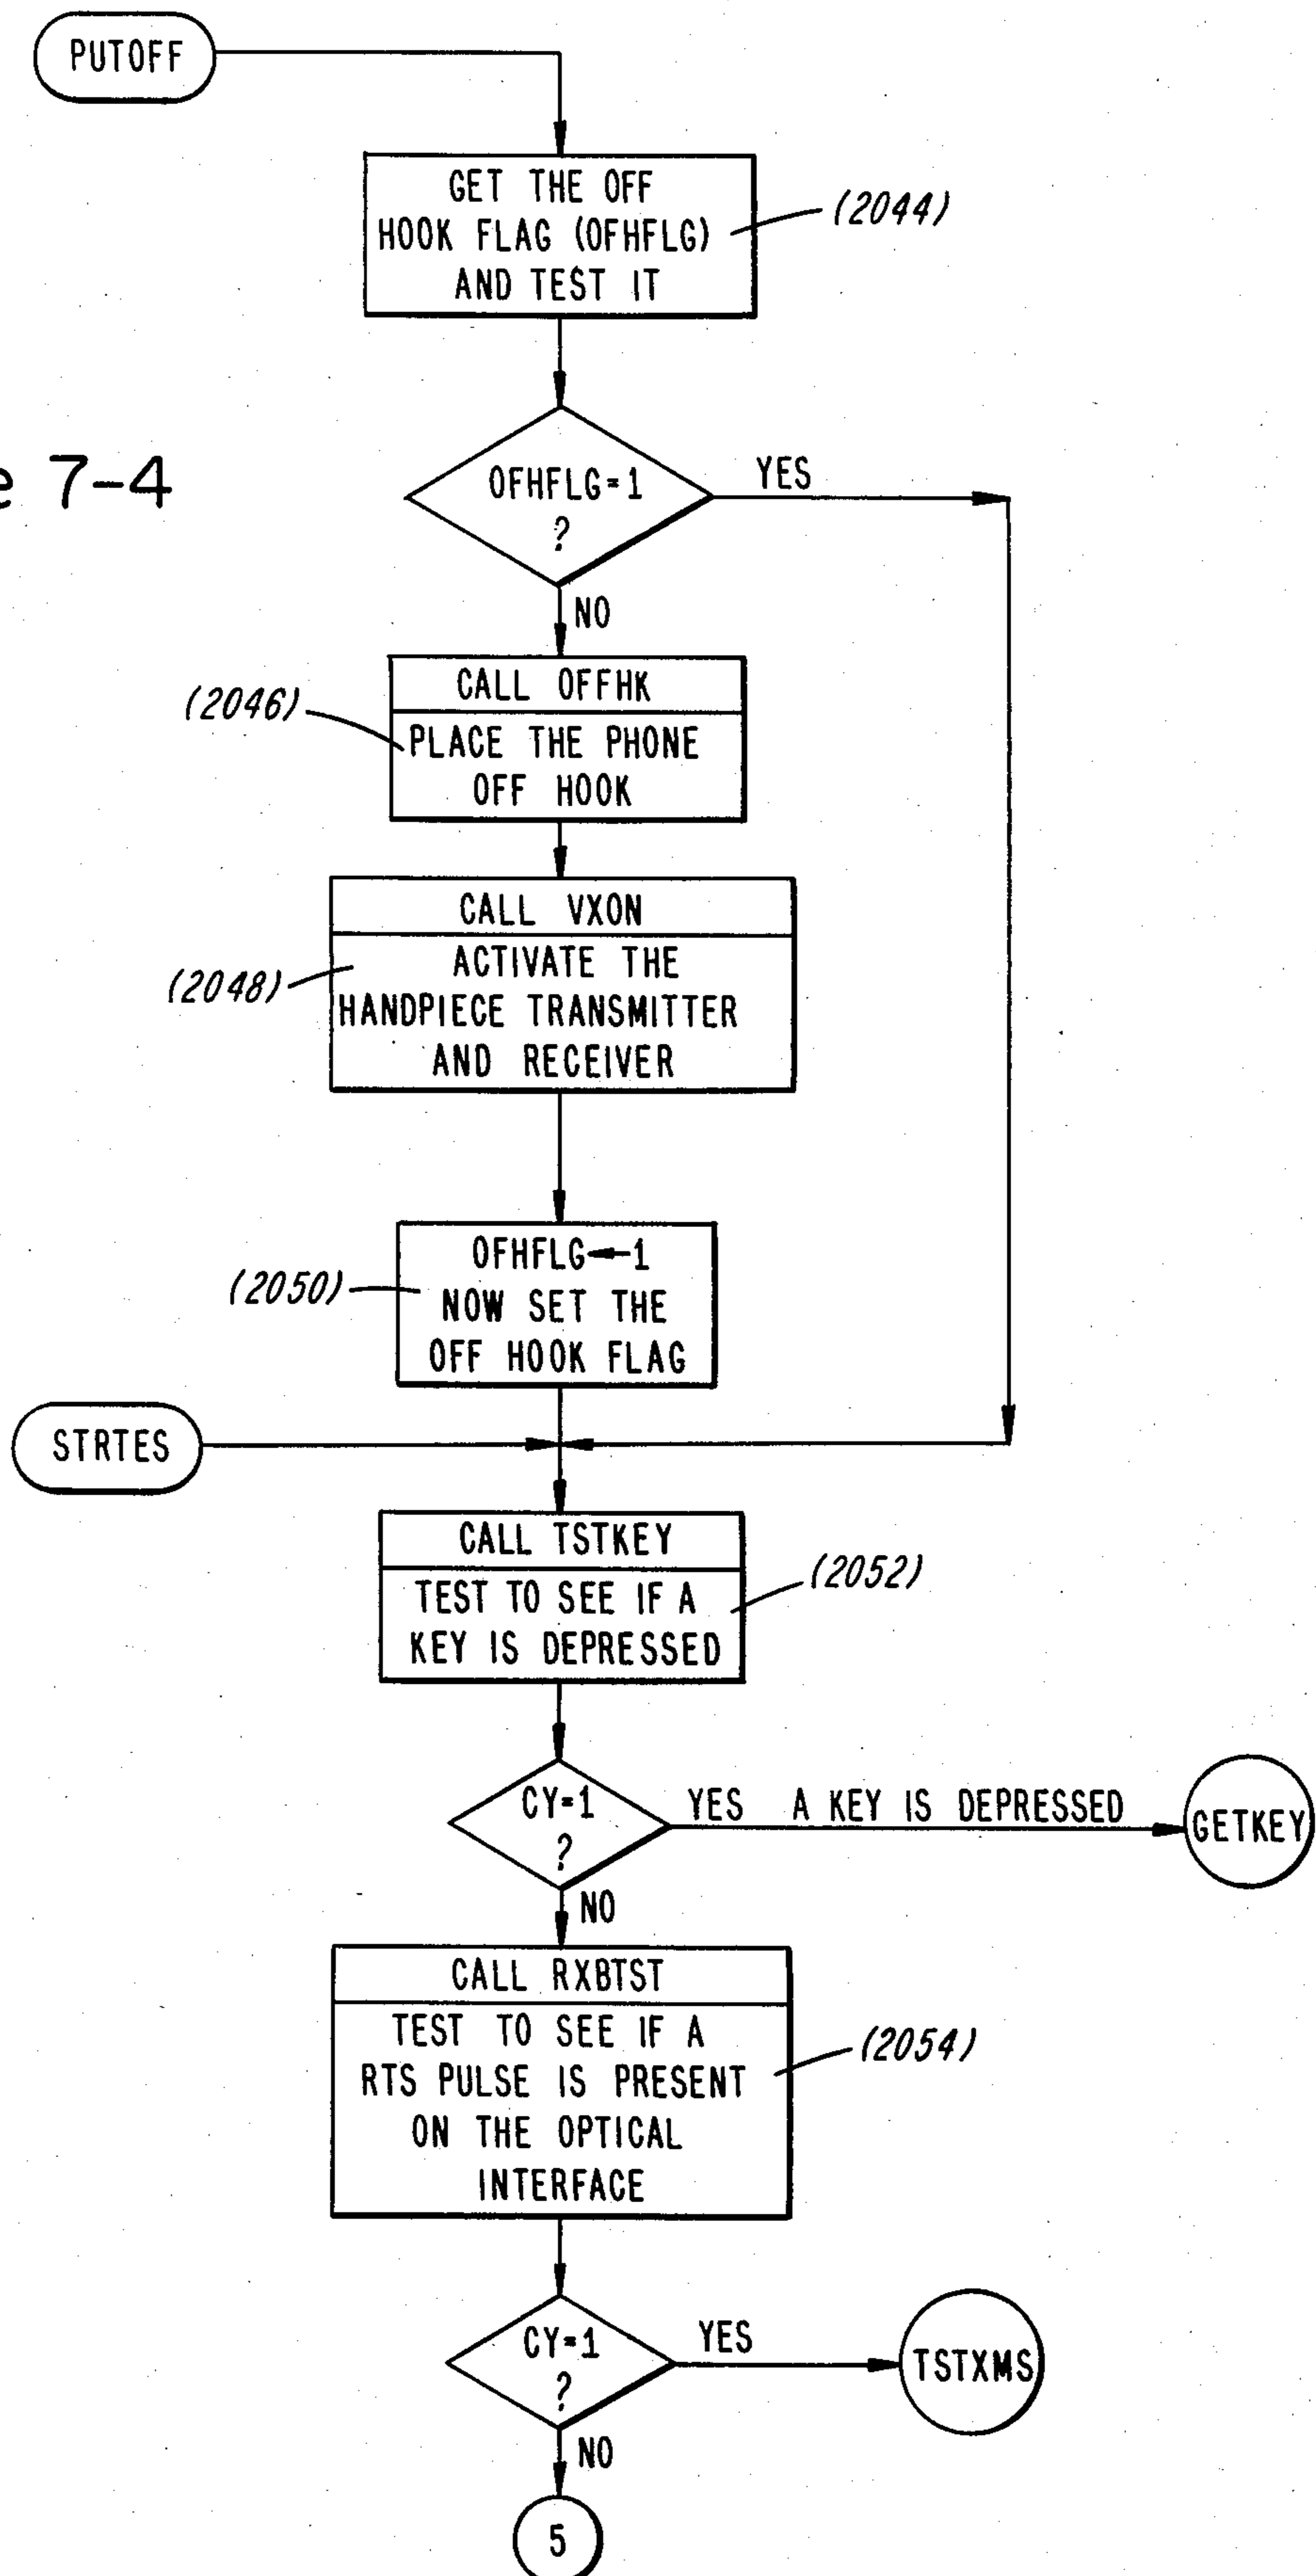 PUTOFF
GET THE OFF
HOOK FLAG (OFHFLG)
AND TEST IT
(2044)
e 7-4
OFHFLG=1
?
YES
NO
CALL OFFHK
(2046)
PLACE THE PHONE
OFF HOOK
CALL VXON
(2048)
ACTIVATE THE
HANDPIECE TRANSMITTER
AND RECEIVER
OFHFLG←1
(2050)
NOW SET THE
OFF HOOK FLAG
STRTES
CALL TSTKEY
(2052)
TEST TO SEE IF A
KEY IS DEPRESSED
CY=1
?
YES A KEY IS DEPRESSED
GETKEY
NO
CALL RXBTST
TEST TO SEE IF A
RTS PULSE IS PRESENT
ON THE OPTICAL
INTERFACE
(2054)
CY=1
?
YES
TSTXMS
NO
5